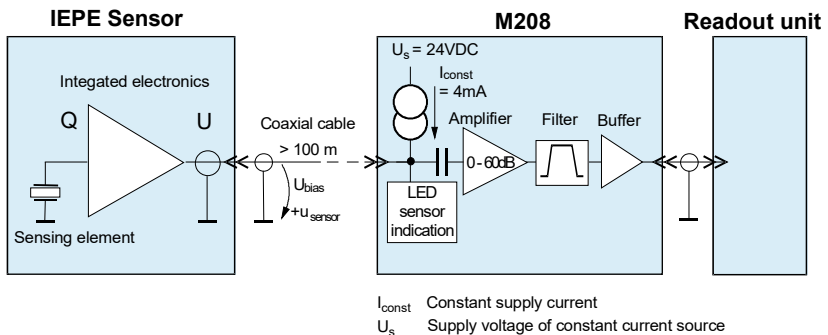 IEPE Sensor
M208
Readout unit
Integated electronics
Q
U
Sensing element
Coaxial cable
> 100 m
Ubias
+usensor
Us = 24VDC
Iconst
= 4mA
Amplifier
0 - 60dB
LED
sensor
indication
Filter
Buffer
Iconst Constant supply current
Us Supply voltage of constant current source